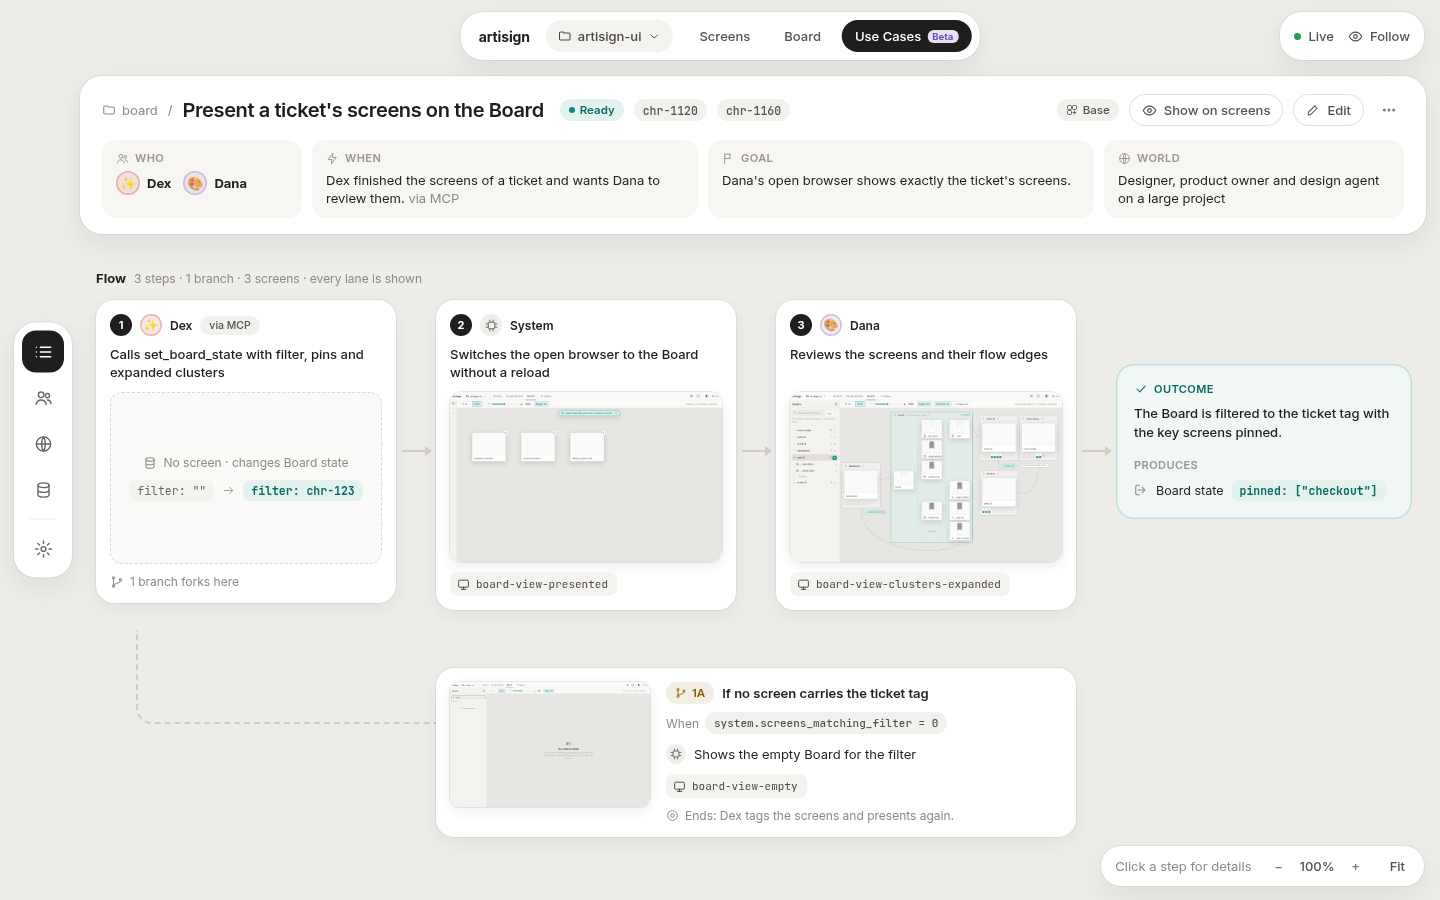 artisign
artisign-ui
Screens
Board
Use Cases Beta
Live
Follow
board / Present a ticket's screens on the Board
Ready
chr-1120
chr-1160
Base
Show on screens
Edit
WHO
Dex
Dana
WHEN
Dex finished the screens of a ticket and wants Dana to
review them. via MCP
GOAL
Dana's open browser shows exactly the ticket's screens.
WORLD
Designer, product owner and design agent
on a large project
Flow 3 steps · 1 branch · 3 screens · every lane is shown
1 Dex via MCP
Calls set_board_state with filter, pins and
expanded clusters
No screen · changes Board state
filter: "" → filter: chr-123
1 branch forks here
2 System
Switches the open browser to the Board
without a reload
board-view-presented
3 Dana
Reviews the screens and their flow edges
board-view-clusters-expanded
OUTCOME
The Board is filtered to the ticket tag with
the key screens pinned.
PRODUCES
Board state pinned: ["checkout"]
1A If no screen carries the ticket tag
When system.screens_matching_filter = 0
Shows the empty Board for the filter
board-view-empty
Ends: Dex tags the screens and presents again.
Click a step for details
− 100% +
Fit